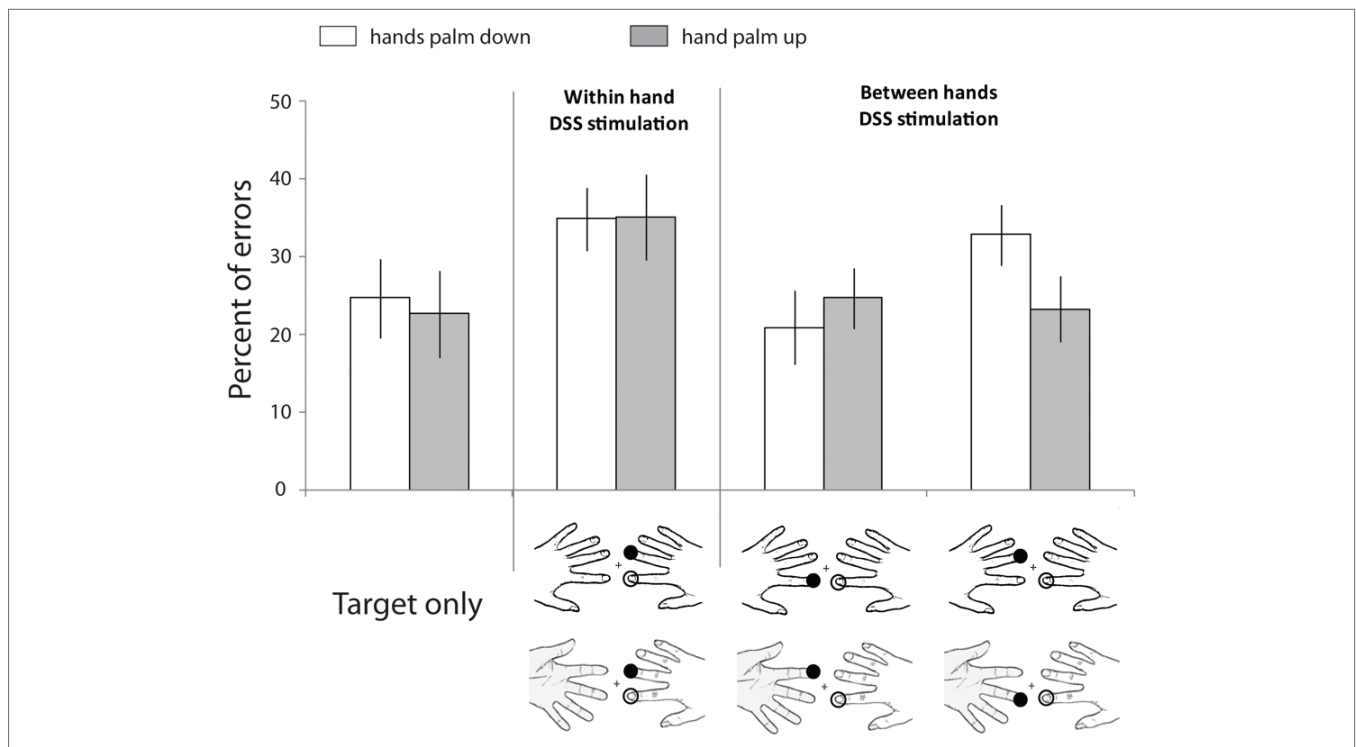 hands palm down
hand palm up
Within hand
DSS stimulation
Between hands
DSS stimulation
Percent of errors
50
40
30
20
10
0
Target only